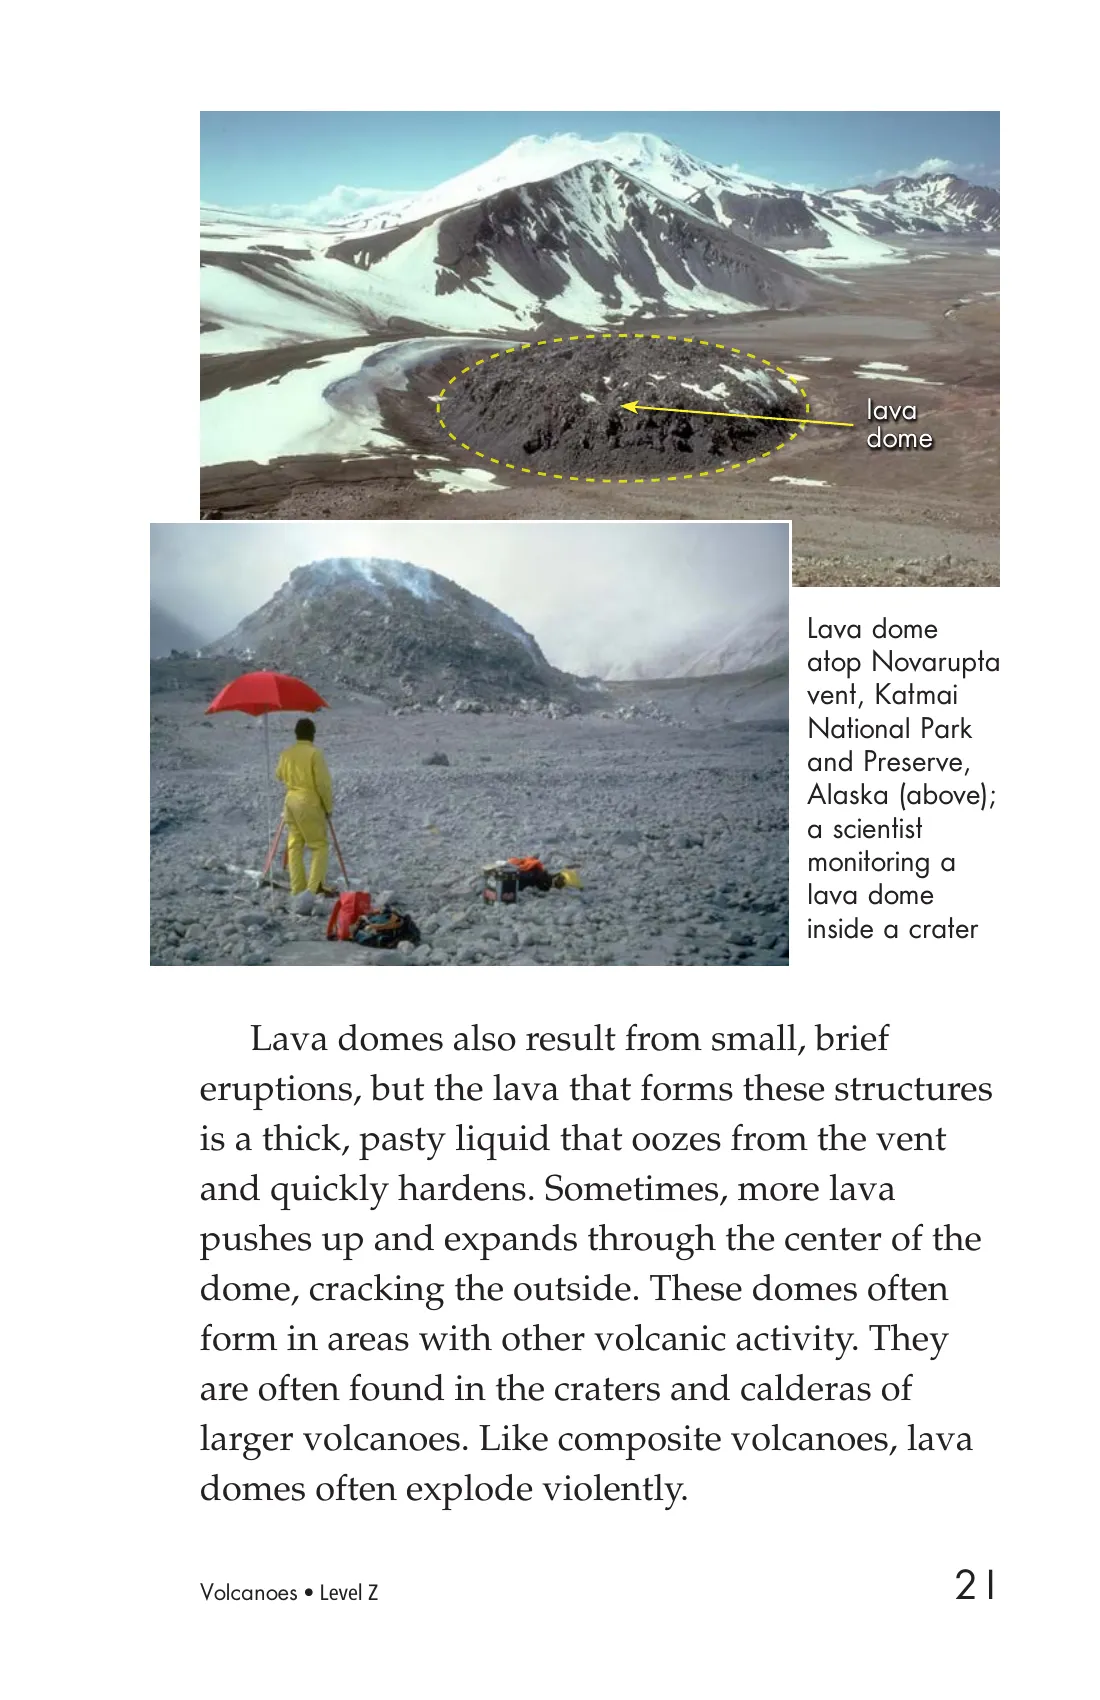 lava
dome
Lava dome
atop Novarupta
vent, Katmai
National Park
and Preserve,
Alaska (above);
a scientist
monitoring a
lava dome
inside a crater
Lava domes also result from small, brief
eruptions, but the lava that forms these structures
is a thick, pasty liquid that oozes from the vent
and quickly hardens. Sometimes, more lava
pushes up and expands through the center of the
dome, cracking the outside. These domes often
form in areas with other volcanic activity. They
are often found in the craters and calderas of
larger volcanoes. Like composite volcanoes, lava
domes often explode violently.
Volcanoes • Level Z
21